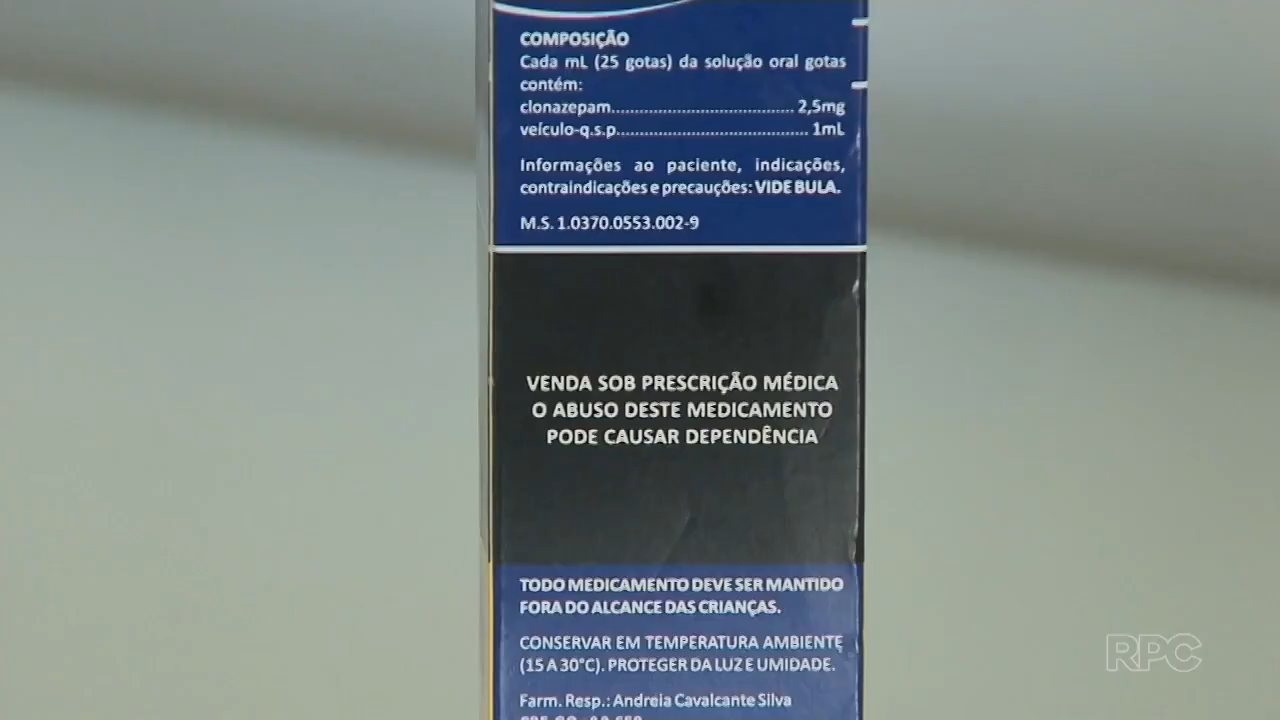 COMPOSIÇÃO
Cada mL (25 gotas) da solução oral gotas
contém:
clonazepam............................................ 2,5mg
veículo-q.s.p.............................................. 1mL
Informações ao paciente, indicações,
contraindicações e precauções: VIDE BULA.
M.S. 1.0370.0553.002-9
VENDA SOB PRESCRIÇÃO MÉDICA
O ABUSO DESTE MEDICAMENTO
PODE CAUSAR DEPENDÊNCIA
TODO MEDICAMENTO DEVE SER MANTIDO
FORA DO ALCANCE DAS CRIANÇAS.
CONSERVAR EM TEMPERATURA AMBIENTE
(15 A 30°C). PROTEGER DA LUZ E UMIDADE.
Farm. Resp.: Andreia Cavalcante Silva
RPC